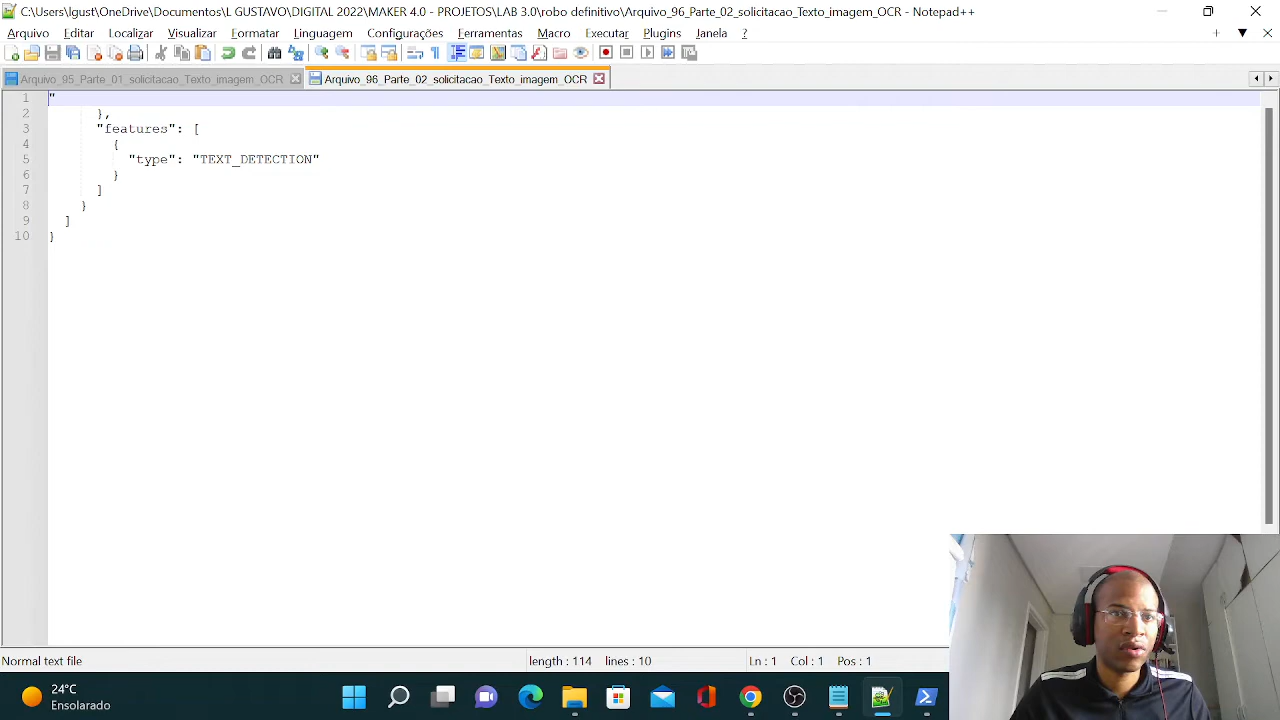 C:\Users\lgust\OneDrive\Documentos\L GUSTAVO\DIGITAL 2022\MAKER 4.0 - PROJETOS\LAB 3.0\robo definitivo\Arquivo_96_Parte_02_solicitacao_Texto_imagem_OCR - Notepad++
Arquivo Editar Localizar Visualizar Formatar Linguagem Configurações Ferramentas Macro Executar Plugins Janela ?
Arquivo_95_Parte_01_solicitacao_Texto_imagem_OCR Arquivo_96_Parte_02_solicitacao_Texto_imagem_OCR
1 "
2 },
3 "features": [
4 {
5 "type": "TEXT_DETECTION"
6 }
7 ]
8 }
9 ]
10 }
Normal text file length : 114 lines : 10 Ln : 1 Col : 1 Pos : 1
24°C
Ensolarado